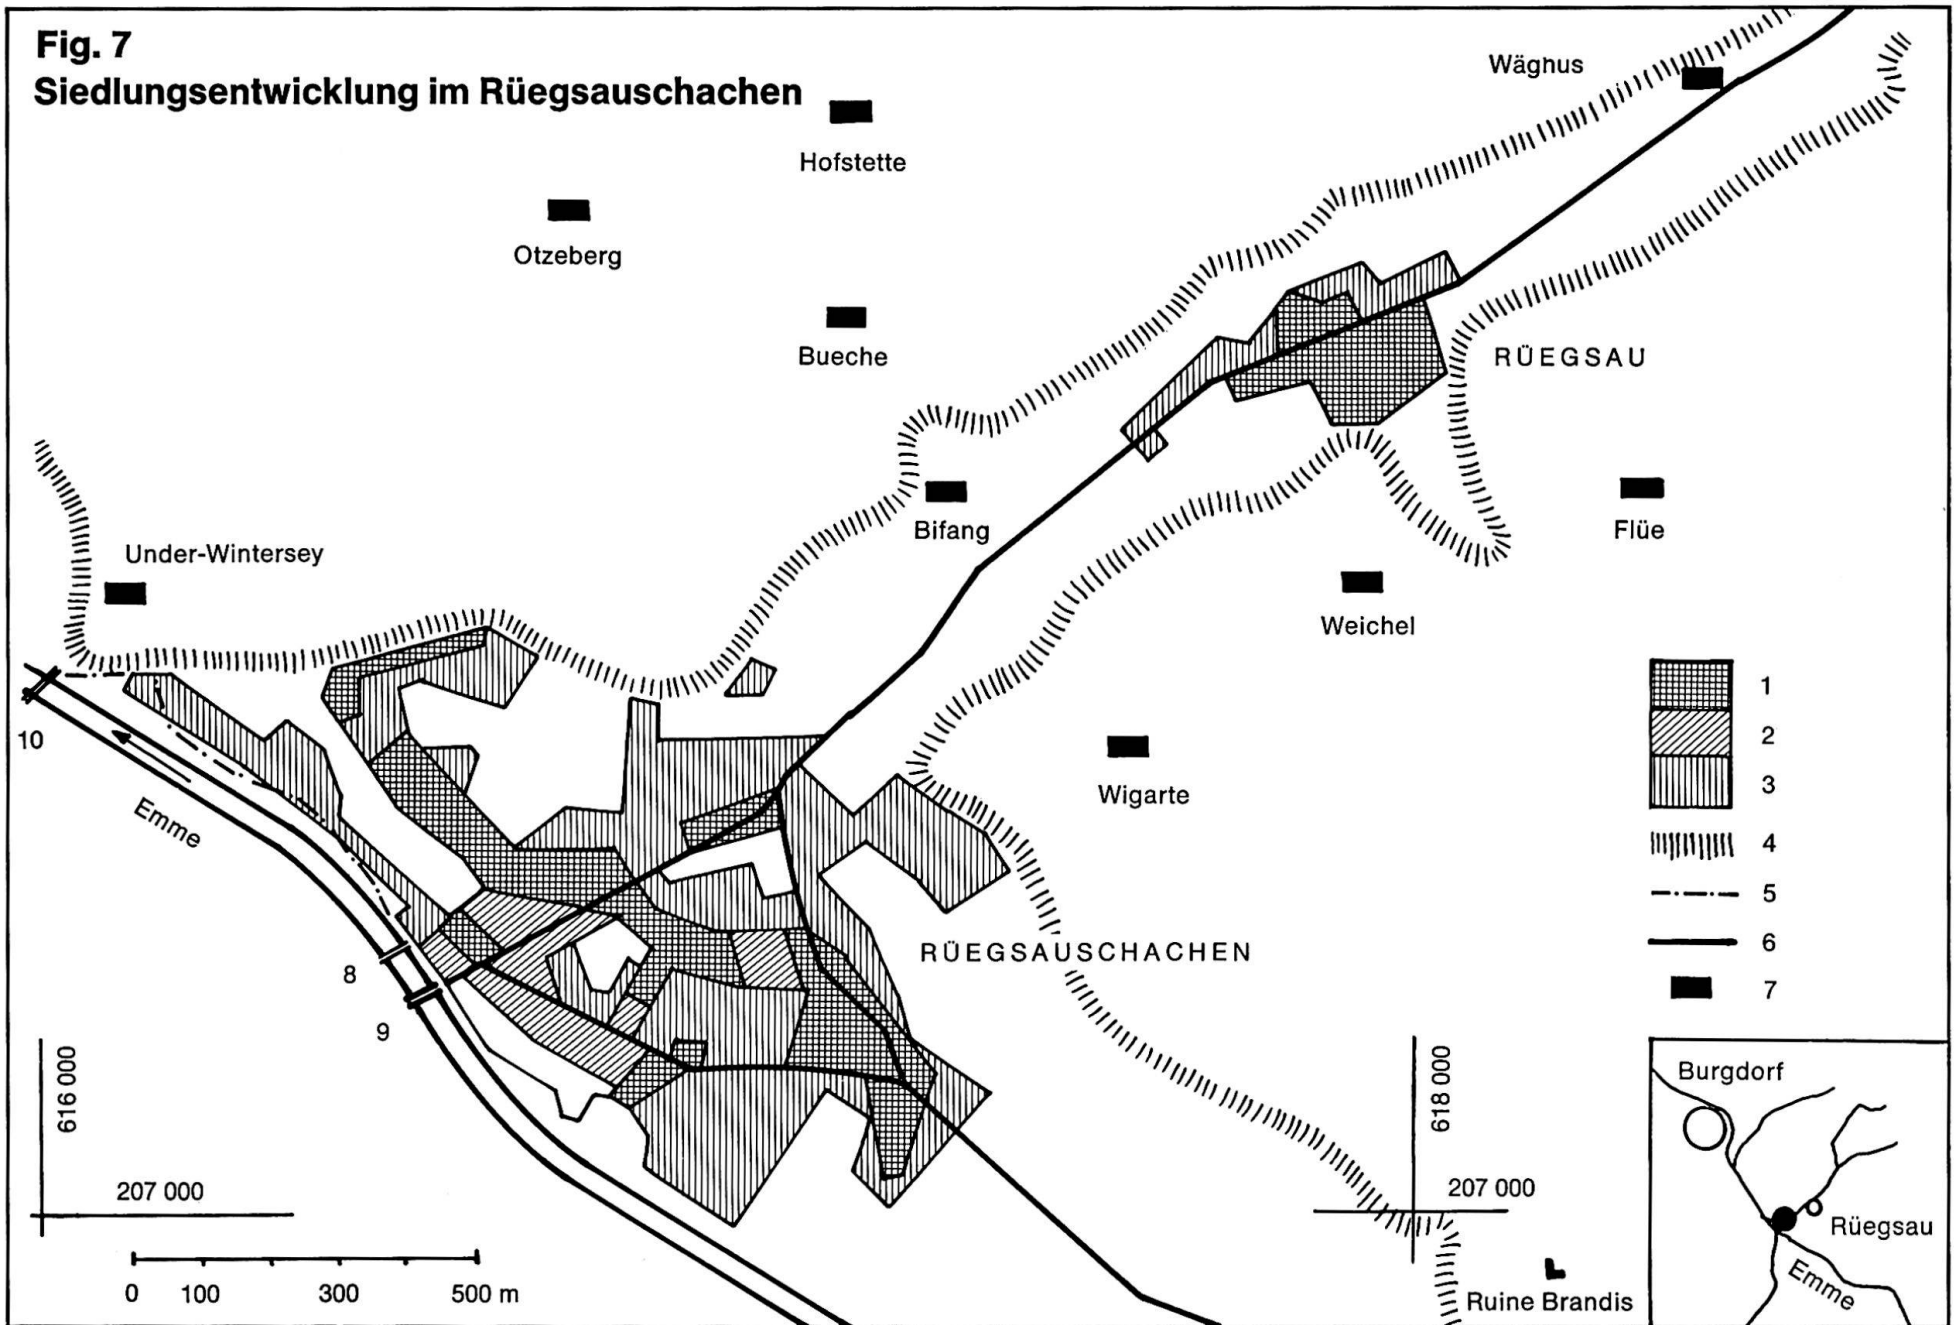 Fig. 7
Siedlungsentwicklung im Rüegsauschachen
Wäghus
Hofstette
Otzeberg
Bueche
RÜEGSAU
Bifang
Flüe
Under-Wintersey
Weichel
1
2
3
4
5
6
7
10
Emme
Wigarte
RÜEGSAUSCHACHEN
8
9
616 000
207 000
0 100 300 500 m
618 000
207 000
Ruine Brandis
Burgdorf
Rüegsau
Emme